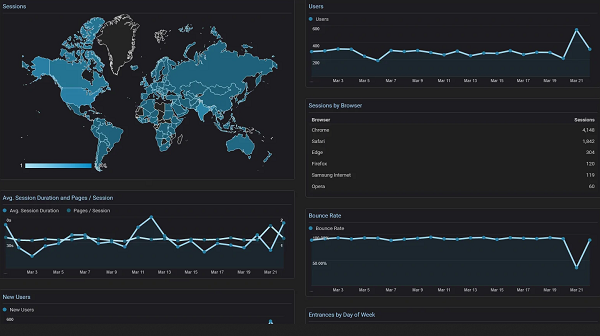 Sessions
1
Avg. Session Duration and Pages / Session
Avg. Session Duration Pages / Session
2
30s
1
... Mar 3 Mar 5 Mar 7 Mar 9 Mar 11 Mar 13 Mar 15 Mar 17 Mar 19 Mar 21
New Users
New Users
600
Users
Users
600
400
200
... Mar 3 Mar 5 Mar 7 Mar 9 Mar 11 Mar 13 Mar 15 Mar 17 Mar 19 Mar 21
Sessions by Browser
Browser Sessions
Chrome 4,148
Safari 1,842
Edge 304
Firefox 120
Samsung Internet 119
Opera 60
Bounce Rate
Bounce Rate
100.00%
50.00%
... Mar 3 Mar 5 Mar 7 Mar 9 Mar 11 Mar 13 Mar 15 Mar 17 Mar 19 Mar 21
Entrances by Day of Week